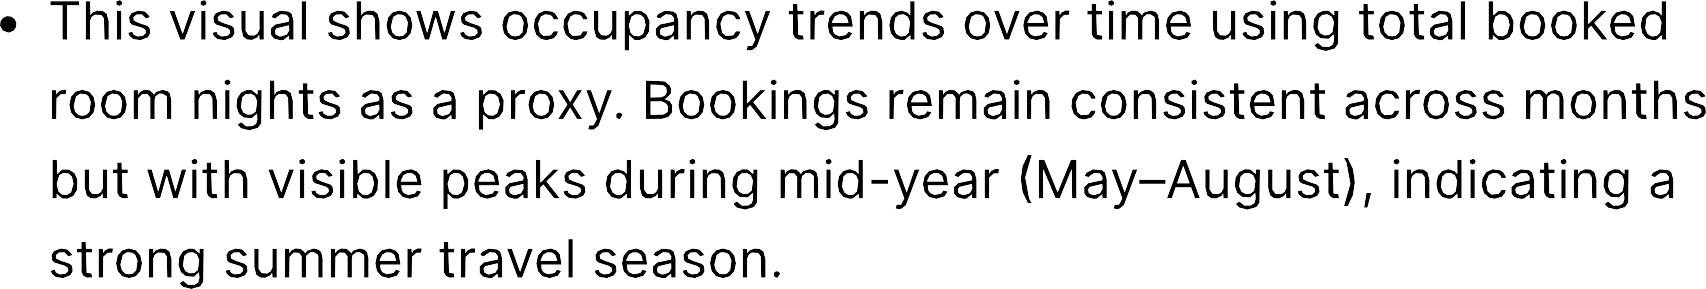 • This visual shows occupancy trends over time using total booked
room nights as a proxy. Bookings remain consistent across months
but with visible peaks during mid-year (May–August), indicating a
strong summer travel season.